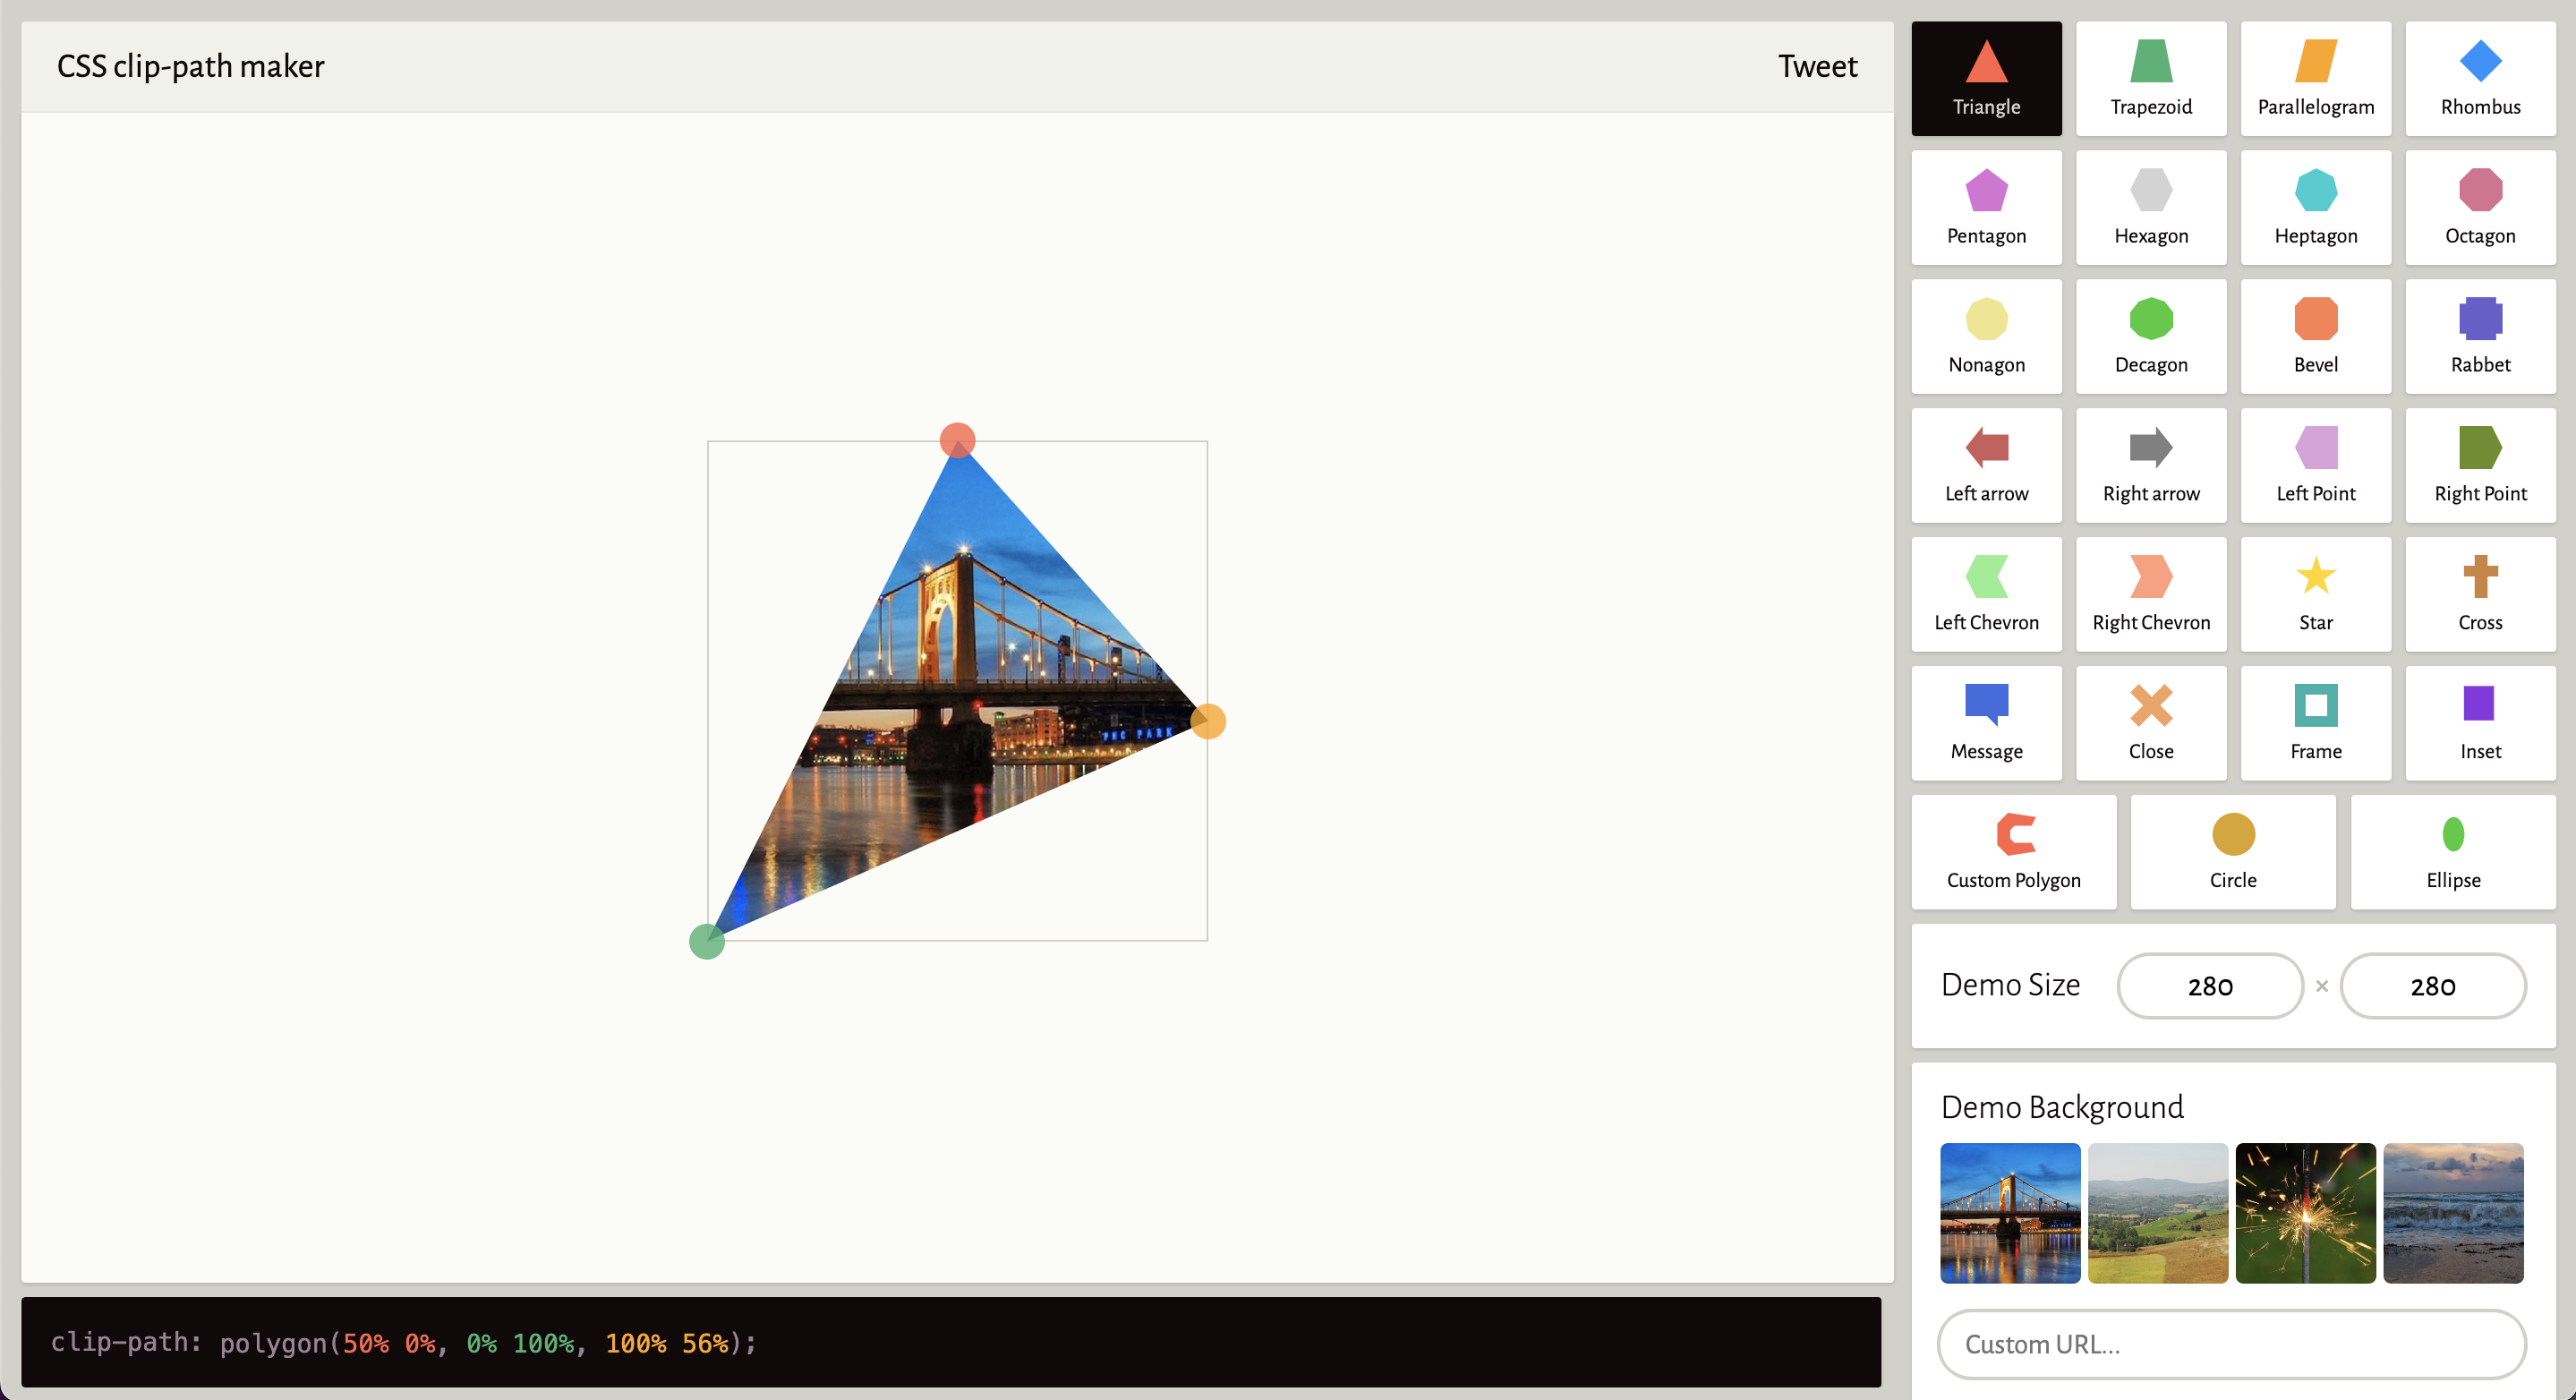 CSS clip-path maker
Tweet
Triangle
Trapezoid
Parallelogram
Rhombus
Pentagon
Hexagon
Heptagon
Octagon
Nonagon
Decagon
Bevel
Rabbet
Left arrow
Right arrow
Left Point
Right Point
Left Chevron
Right Chevron
Star
Cross
Message
Close
Frame
Inset
Custom Polygon
Circle
Ellipse
PNC PARK
Demo Size
280
×
280
Demo Background
Custom URL...
clip-path: polygon(50% 0%, 0% 100%, 100% 56%);